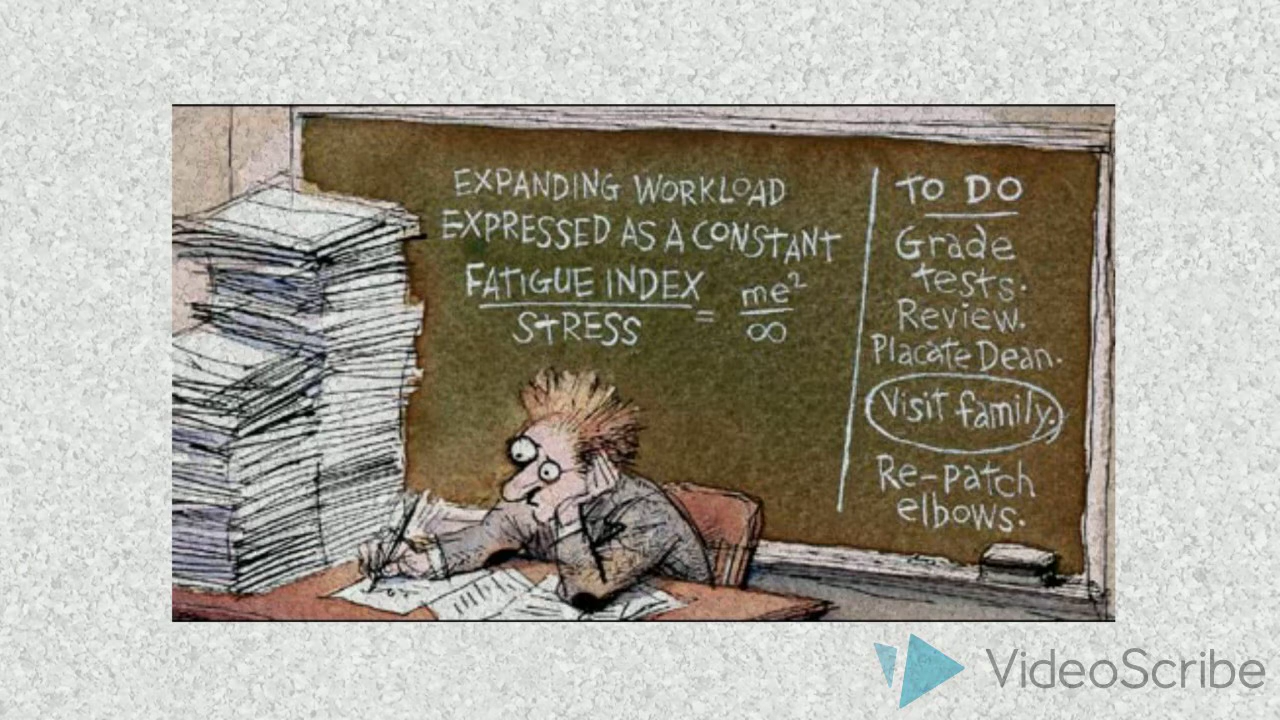 EXPANDING WORKLOAD
EXPRESSED AS A CONSTANT
FATIGUE INDEX
STRESS
=
me²
∞
TO DO
Grade
tests.
Review.
Placate Dean.
Visit family.
Re-patch
elbows.
VideoScribe